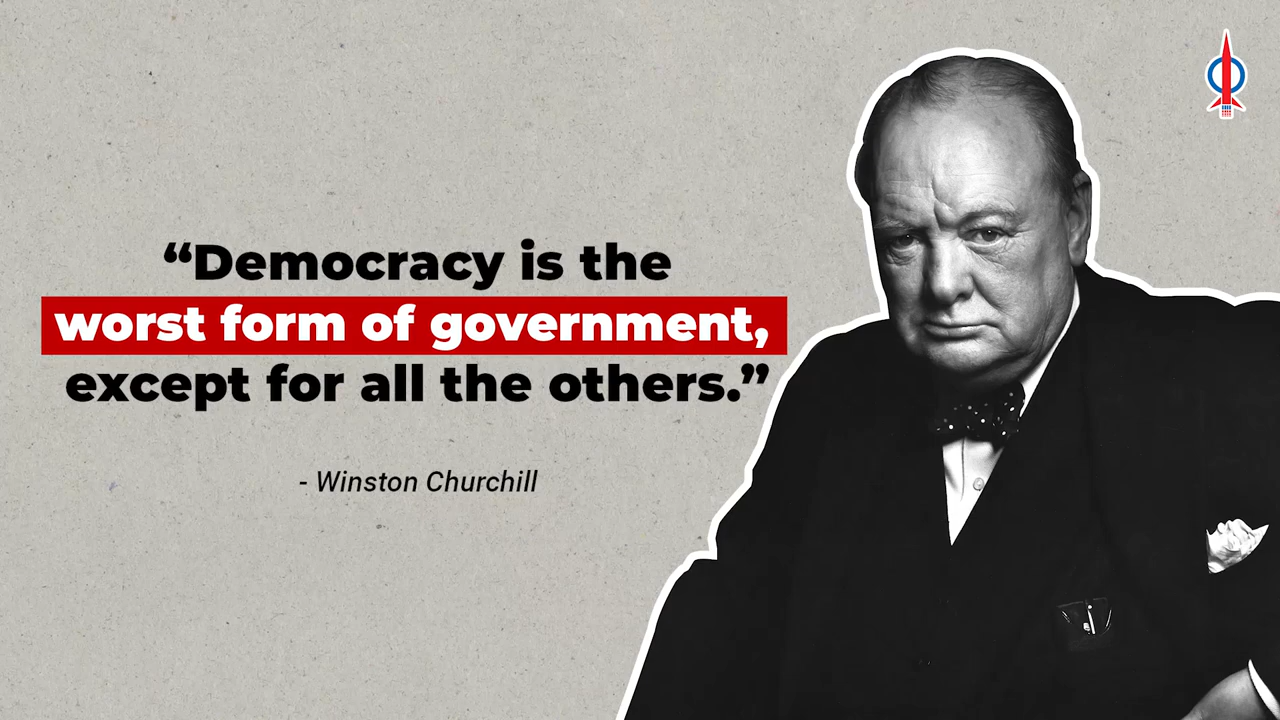 “Democracy is the
worst form of government,
except for all the others.”
- Winston Churchill